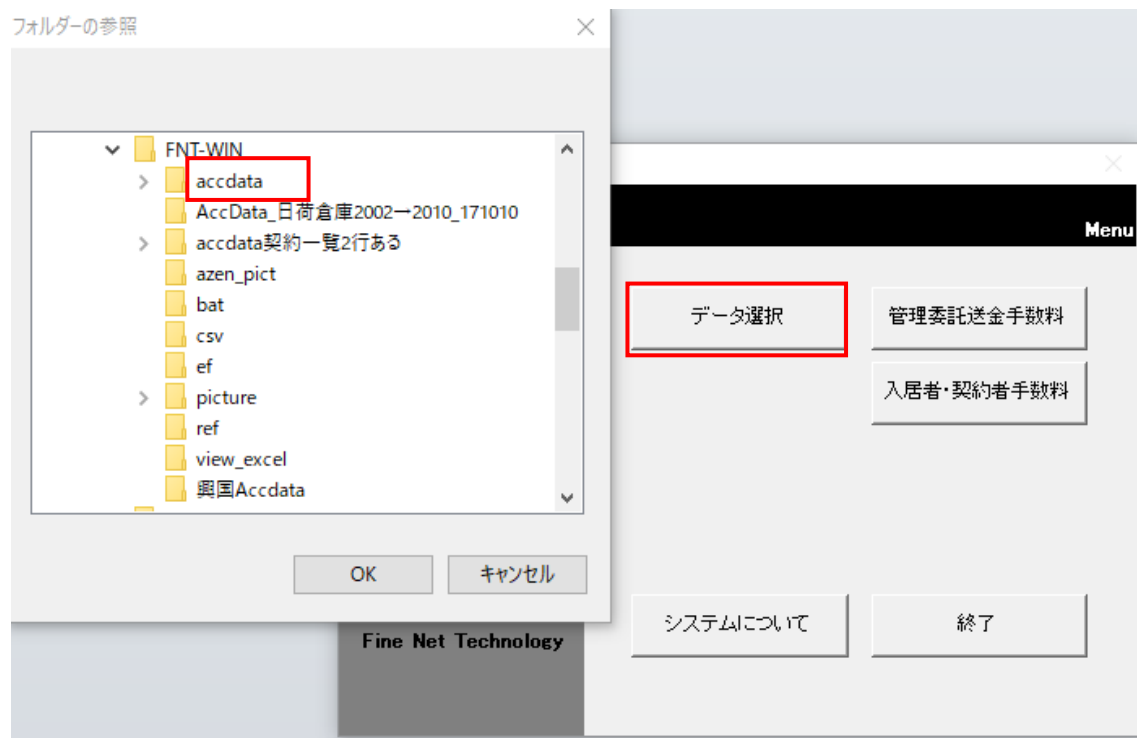 フォルダーの参照
FNT-WIN
accdata
AccData_日荷倉庫2002→2010_171010
accdata契約一覧2行ある
azen_pict
bat
csv
ef
picture
ref
view_excel
興国Accdata
OK
キャンセル
Menu
データ選択
管理委託送金手数料
入居者・契約者手数料
システムについて
終了
Fine Net Technology